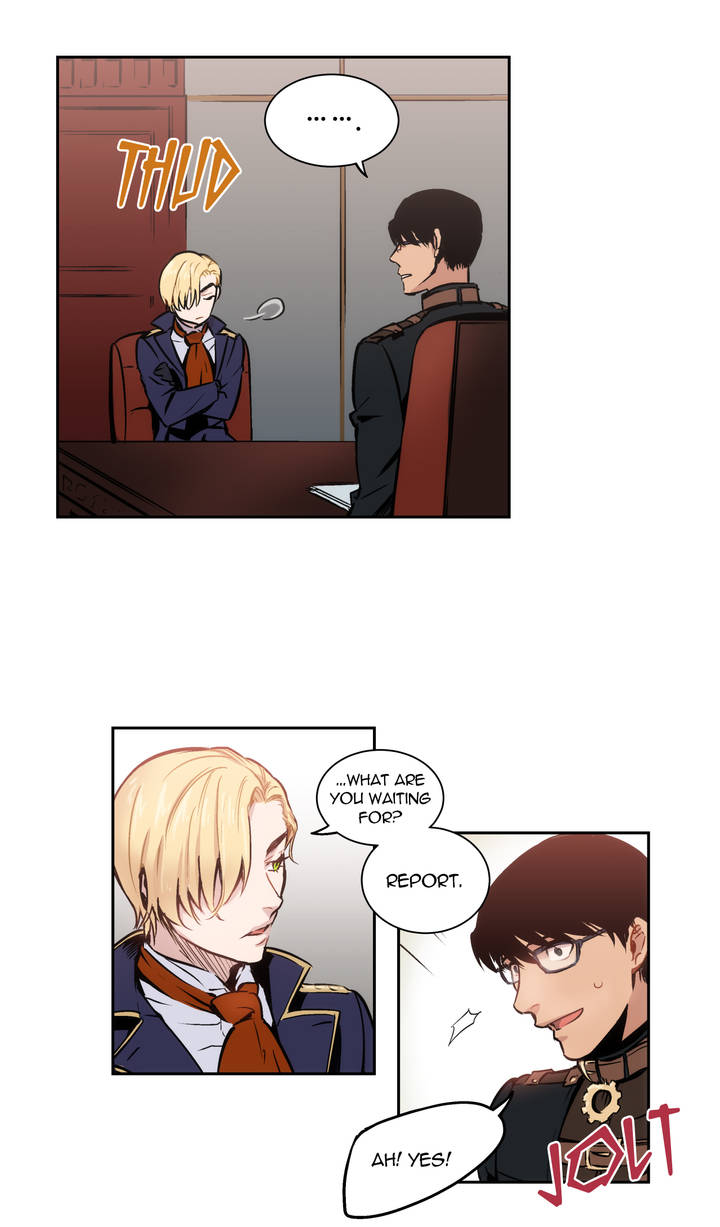 ... ....
THUD
...WHAT ARE
YOU WAITING
FOR?
REPORT.
AH! YES!
JOLT